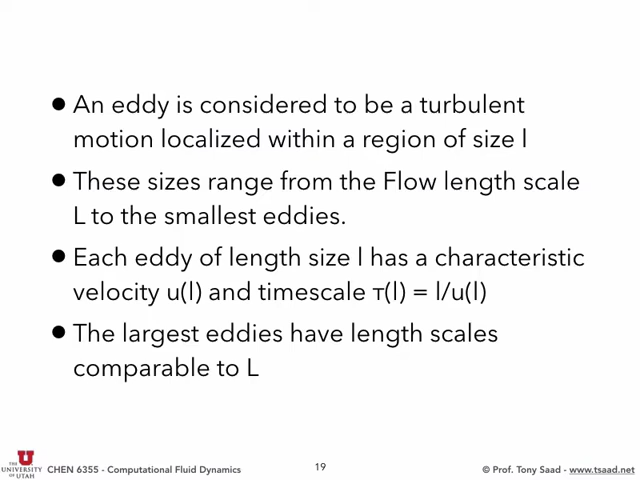 ● An eddy is considered to be a turbulent
motion localized within a region of size l
● These sizes range from the Flow length scale
L to the smallest eddies.
● Each eddy of length size l has a characteristic
velocity u(l) and timescale τ(l) = l/u(l)
● The largest eddies have length scales
comparable to L
U
THE
UNIVERSITY
OF UTAH
CHEN 6355 - Computational Fluid Dynamics
19
© Prof. Tony Saad - www.tsaad.net